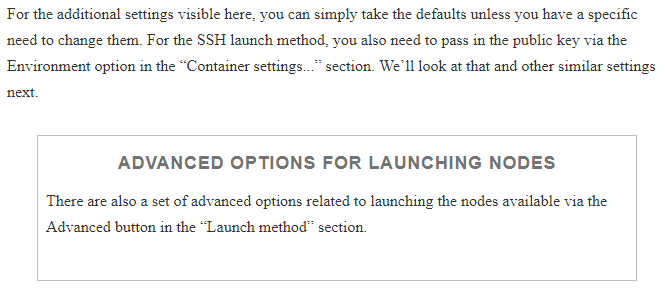 For the additional settings visible here, you can simply take the defaults unless you have a specific
need to change them. For the SSH launch method, you also need to pass in the public key via the
Environment option in the “Container settings...” section. We’ll look at that and other similar settings
next.
ADVANCED OPTIONS FOR LAUNCHING NODES
There are also a set of advanced options related to launching the nodes available via the
Advanced button in the “Launch method” section.